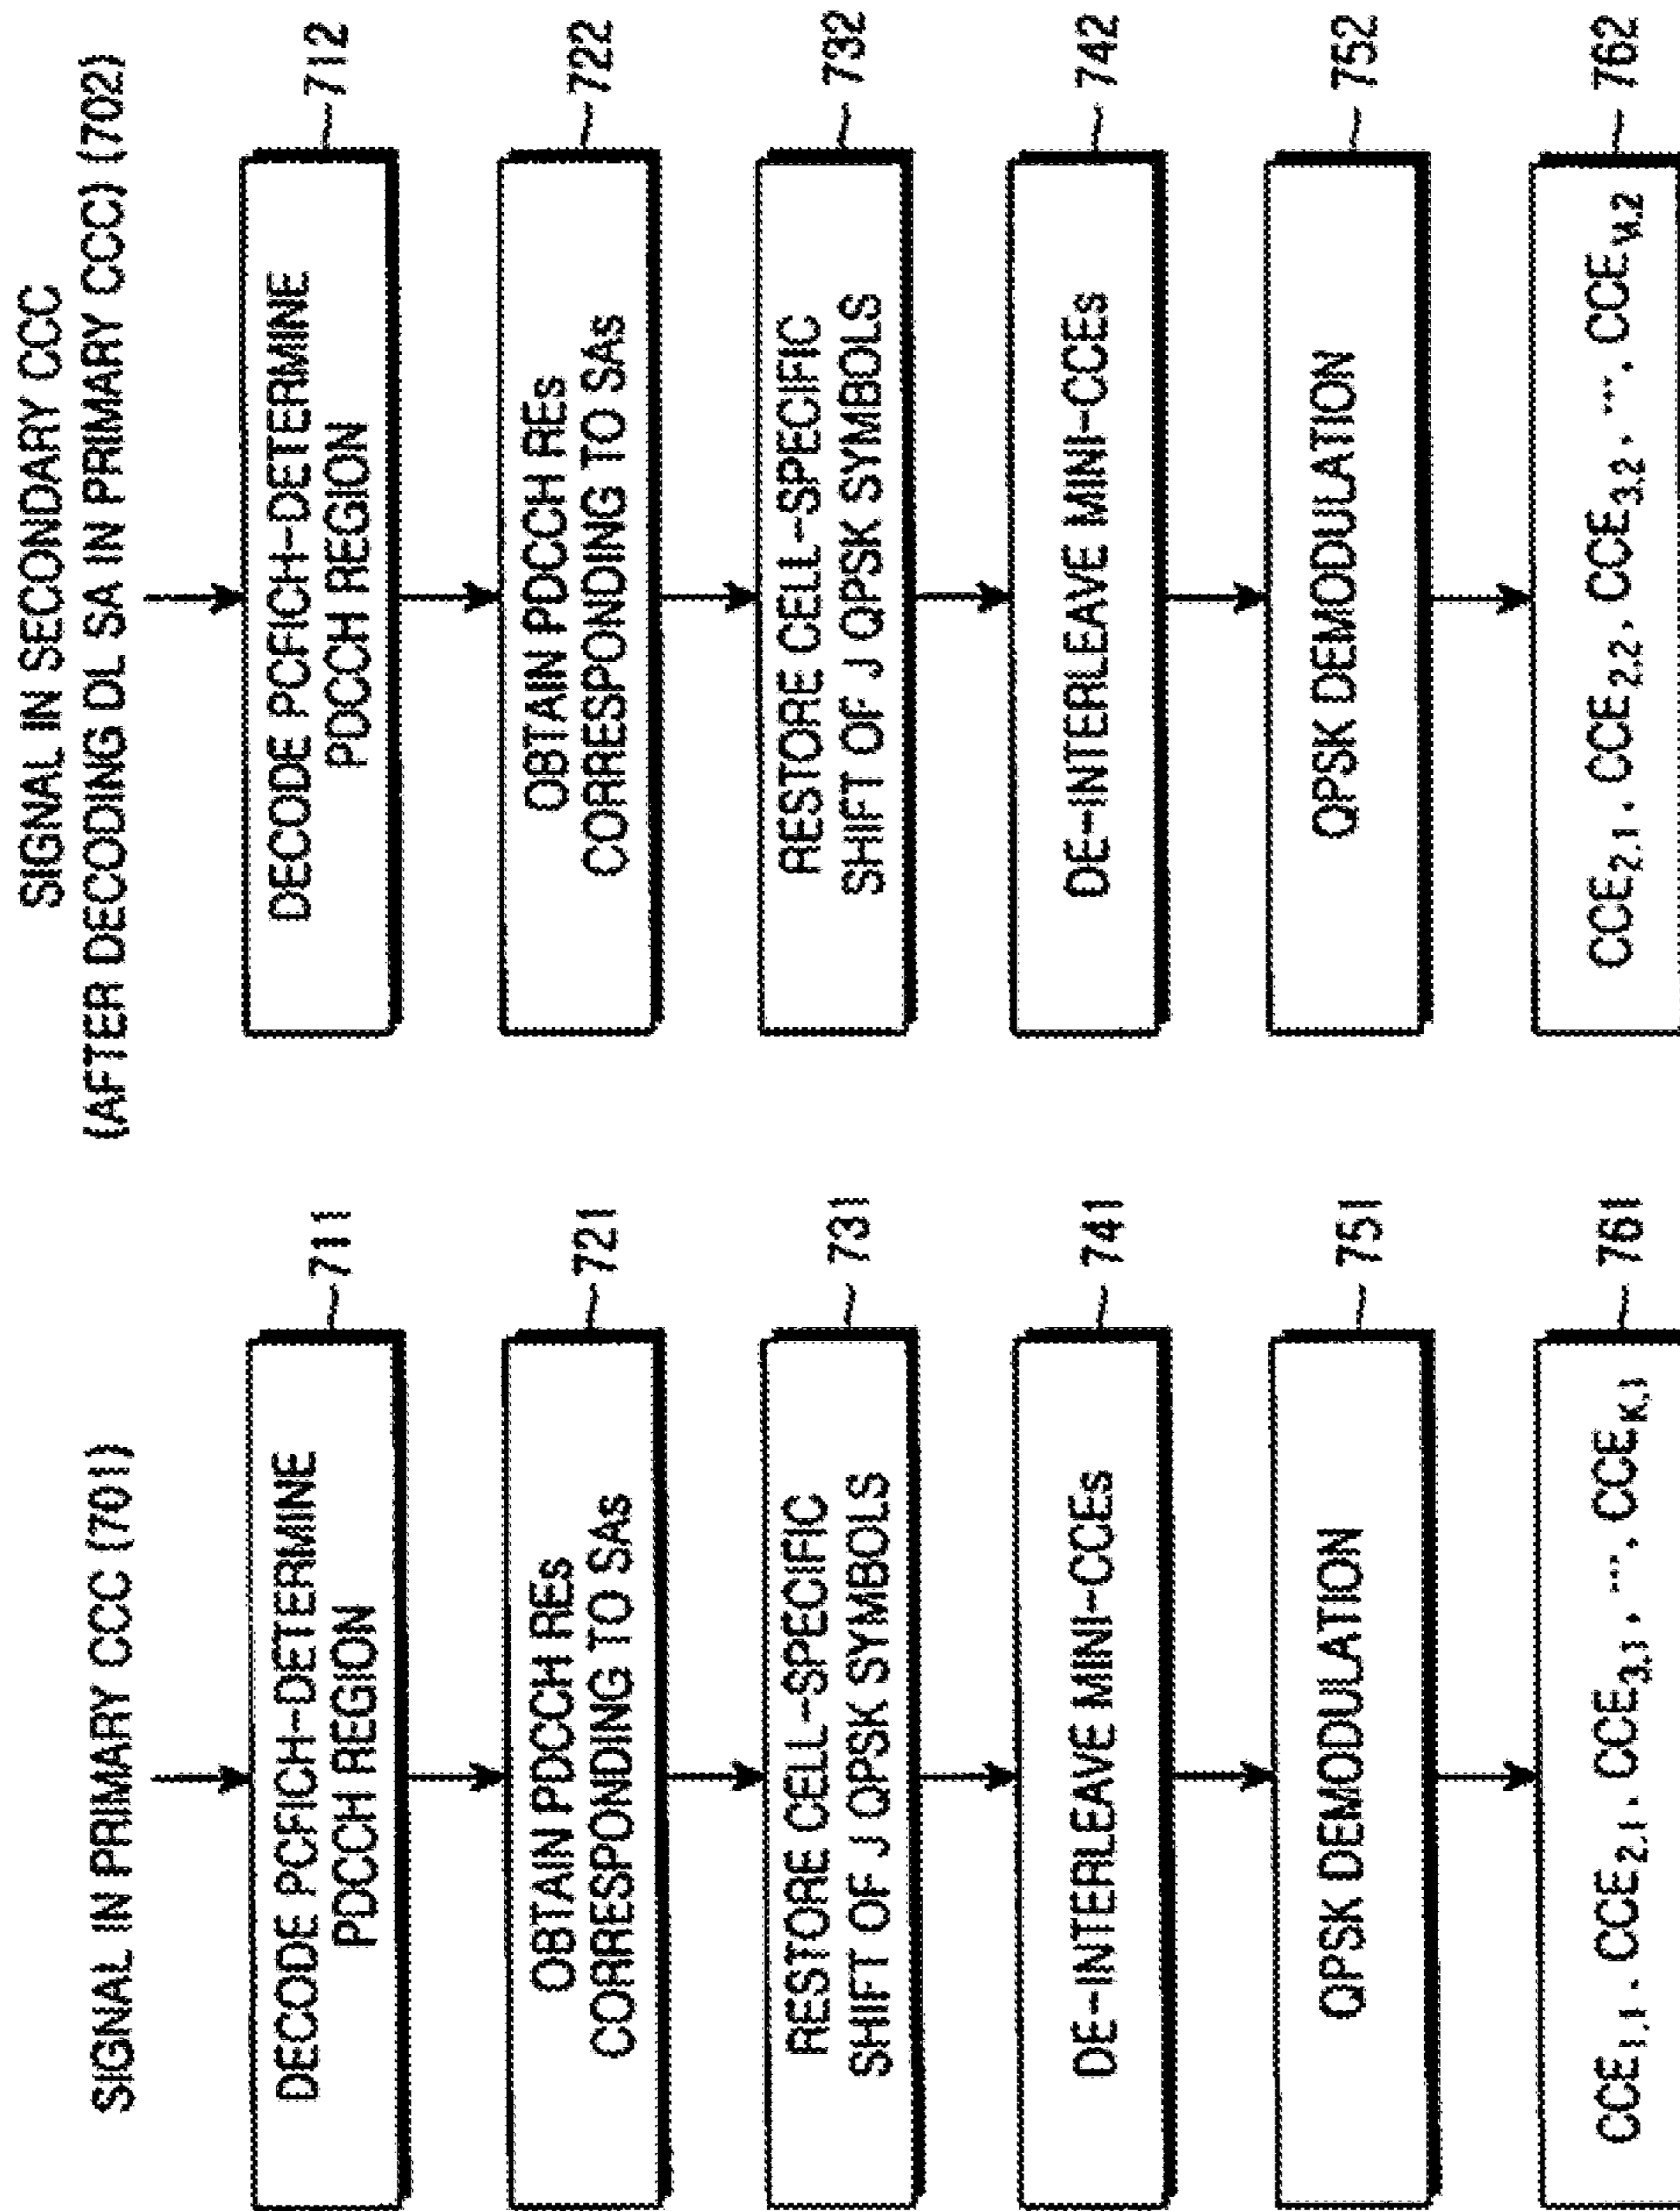 SIGNAL IN PRIMARY CCC (701)
DECODE PCFICH-DETERMINE
PDCCH REGION
711
OBTAIN PDCCH REs
CORRESPONDING TO SAs
721
RESTORE CELL-SPECIFIC
SHIFT OF J QPSK SYMBOLS
731
DE-INTERLEAVE MINI-CCEs
741
QPSK DEMODULATION
751
CCE1,1, CCE2,1, CCE3,1, ..., CCEK,1
761
SIGNAL IN SECONDARY CCC
(AFTER DECODING DL SA IN PRIMARY CCC) (702)
DECODE PCFICH-DETERMINE
PDCCH REGION
712
OBTAIN PDCCH REs
CORRESPONDING TO SAs
722
RESTORE CELL-SPECIFIC
SHIFT OF J QPSK SYMBOLS
732
DE-INTERLEAVE MINI-CCEs
742
QPSK DEMODULATION
752
CCE2,1, CCE2,2, CCE3,2, ...,
762